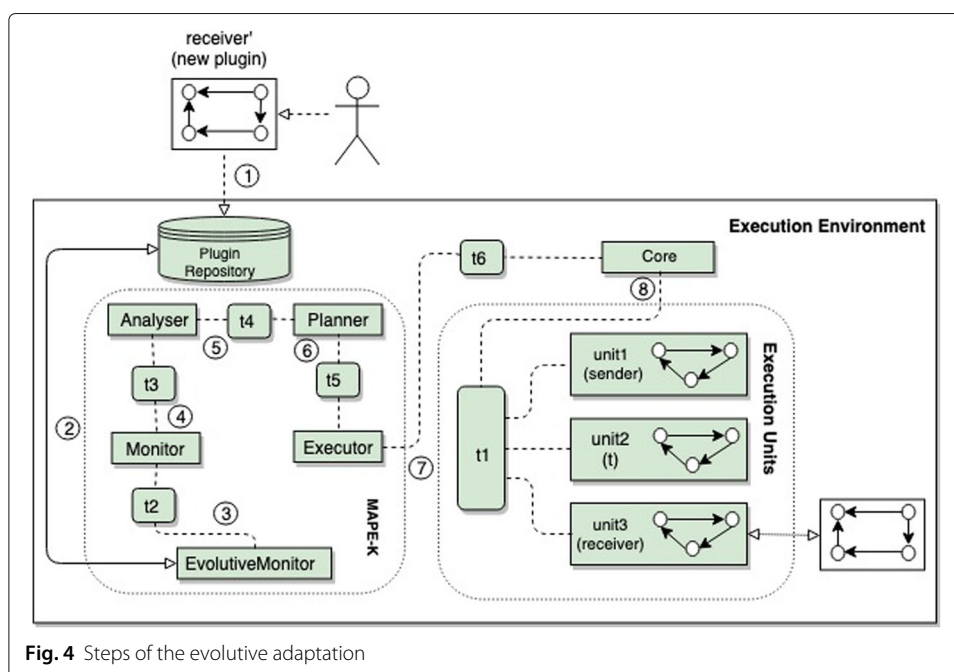 receiver'
(new plugin)
1
Execution Environment
Plugin
Repository
t6
Core
8
Analyser
t4
Planner
5
6
t3
t5
4
2
Monitor
Executor
7
t2
3
MAPE-K
EvolutiveMonitor
t1
unit1
(sender)
unit2
(t)
unit3
(receiver)
Execution Units
Fig. 4 Steps of the evolutive adaptation